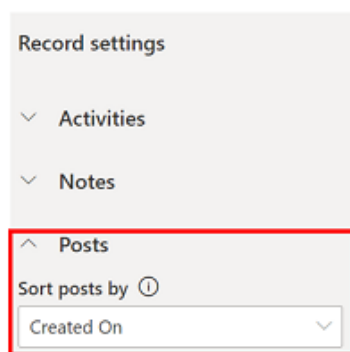 Record settings
Activities
Notes
Posts
Sort posts by
Created On